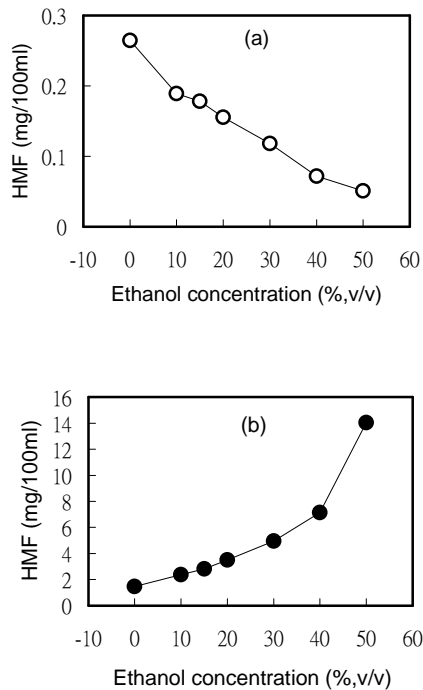 0.3
(a)
0.2
HMF (mg/100ml)
0.1
0
-10 0 10 20 30 40 50 60
Ethanol concentration (%,v/v)
16
14
(b)
12
10
HMF (mg/100ml)
8
6
4
2
0
-10 0 10 20 30 40 50 60
Ethanol concentration (%,v/v)